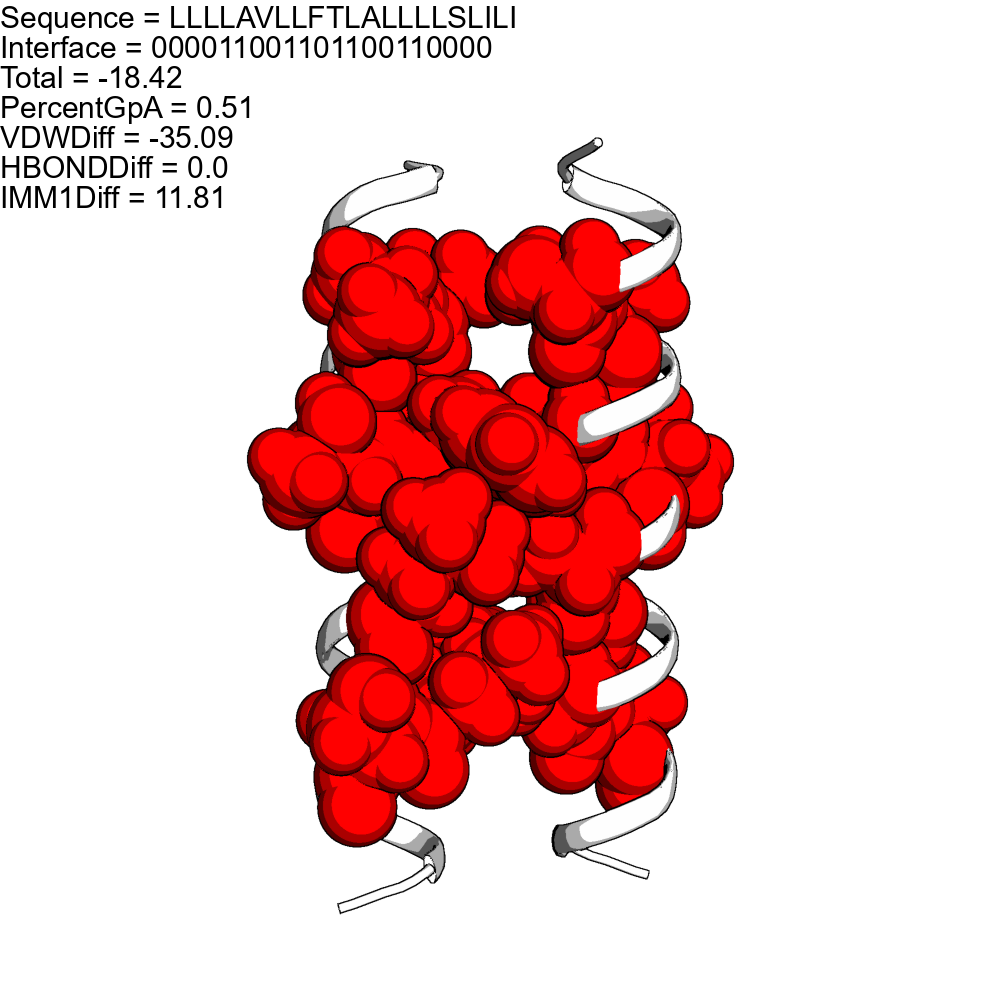 Sequence = LLLLAVLLFTLALLLLSLILI
Interface = 000011001101100110000
Total = -18.42
PercentGpA = 0.51
VDWDiff = -35.09
HBONDDiff = 0.0
IMM1Diff = 11.81